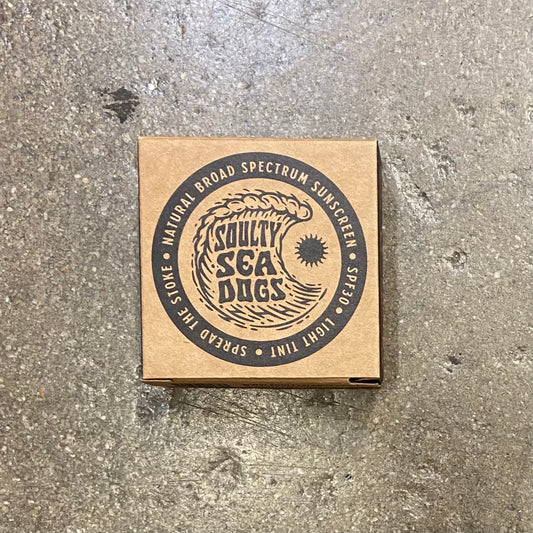 NATURAL BROAD SPECTRUM SUNSCREEN • SPF30 • LIGHT TINT • SPREAD THE STOKE •
SOULTY
SEA
DOGS